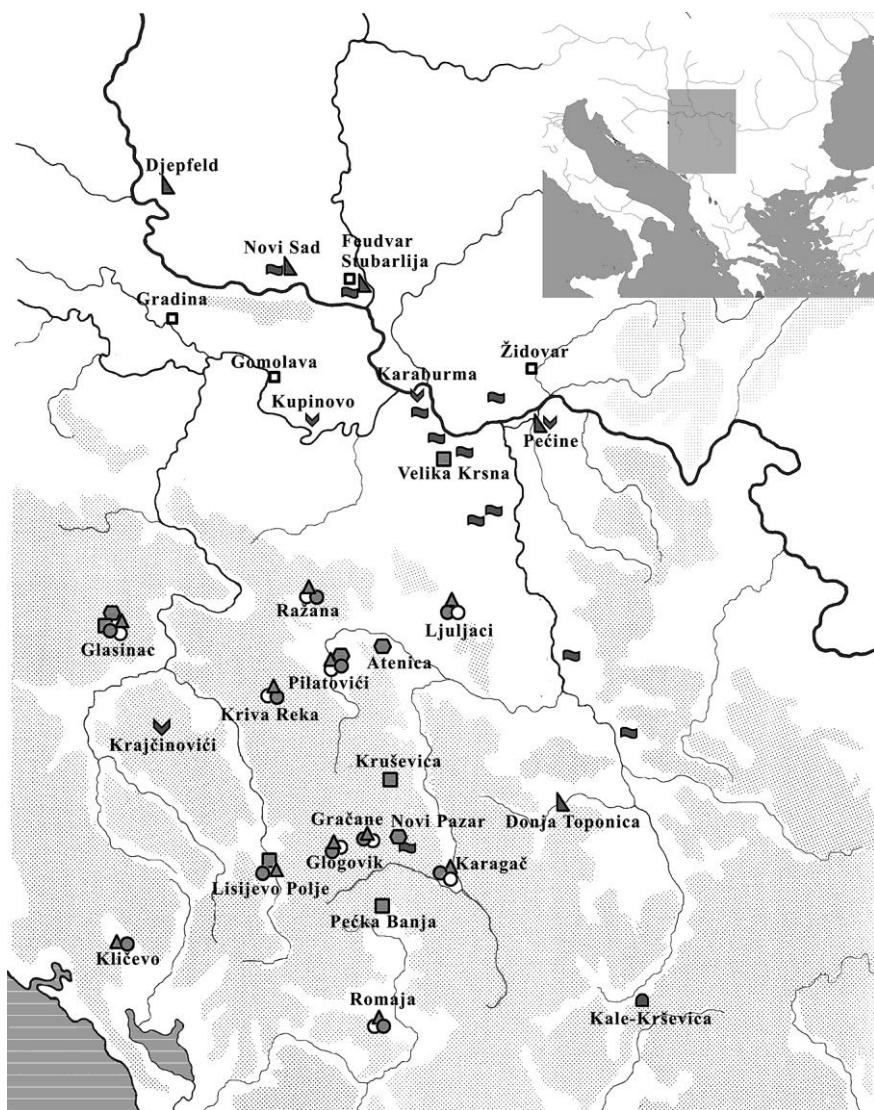 Djepfeld
Novi Sad
Feudvar
Stubarlija
Gradina
Židovar
Gomolava
Karaburma
Kupinovo
Pećine
Velika Krsna
Ražana
Ljuljaci
Glasinac
Atenica
Pilatovići
Kriva Reka
Krajčinovići
Kruševica
Gračane
Novi Pazar
Donja Toponica
Glogovik
Karagač
Lisijevo Polje
Pećka Banja
Kličevo
Romaja
Kale-Krševica